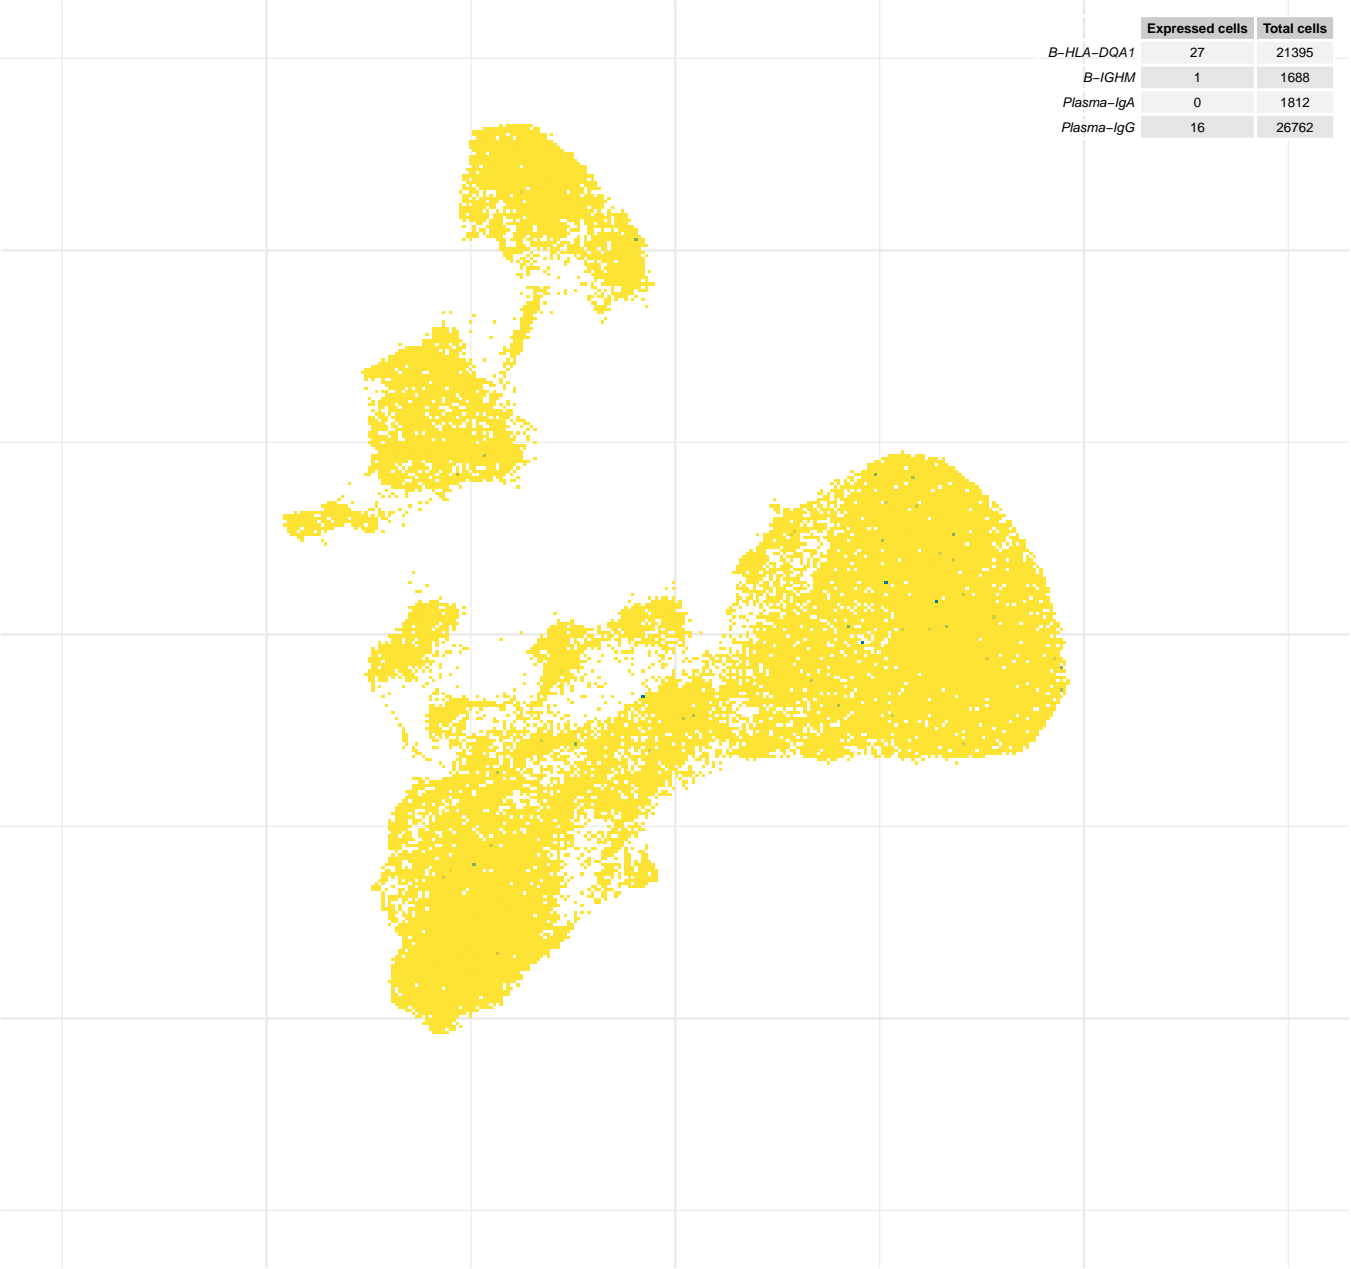 Expressed cells Total cells
B−HLA−DQA1 27 21395
B−IGHM 1 1688
Plasma−IgA 0 1812
Plasma−IgG 16 26762